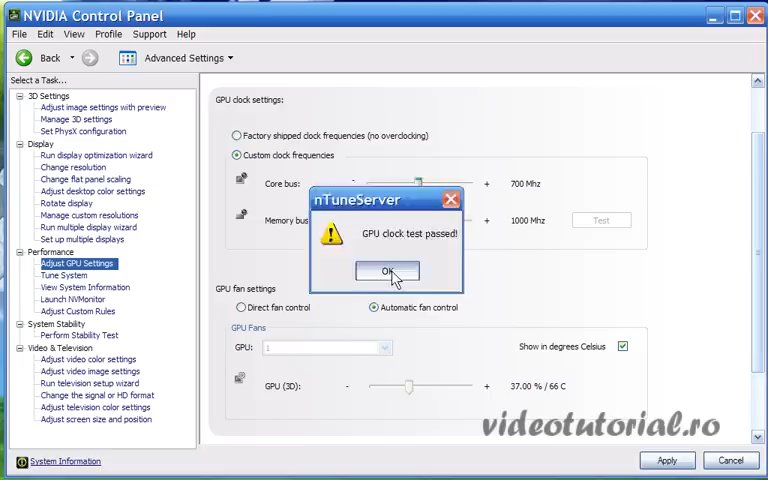 NVIDIA Control Panel
File Edit View Profile Support Help
Back Advanced Settings
Select a Task...
3D Settings
Adjust image settings with preview
Manage 3D settings
Set PhysX configuration
Display
Run display optimization wizard
Change resolution
Change flat panel scaling
Adjust desktop color settings
Rotate display
Manage custom resolutions
Run multiple display wizard
Set up multiple displays
Performance
Adjust GPU Settings
Tune System
View System Information
Launch NVMonitor
Adjust Custom Rules
System Stability
Perform Stability Test
Video & Television
Adjust video color settings
Adjust video image settings
Run television setup wizard
Change the signal or HD format
Adjust television color settings
Adjust screen size and position
System Information
GPU clock settings:
Factory shipped clock frequencies (no overclocking)
Custom clock frequencies
Core bus: - + 700 Mhz
Memory bus - + 1000 Mhz Test
nTuneServer
GPU clock test passed!
OK
GPU fan settings:
Direct fan control Automatic fan control
GPU Fans
GPU: 1 Show in degrees Celsius
GPU (3D): - + 37.00 % / 66 C
videotutorial.ro
Apply Cancel